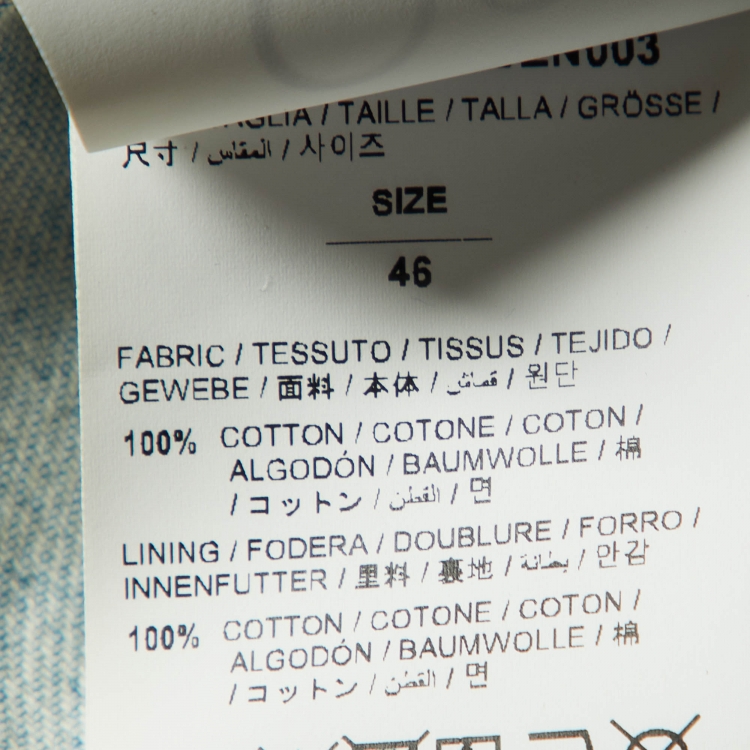 / TAILLE / TALLA / GRÖSSE /
尺寸 / المقاس / 사이즈
SIZE
46
FABRIC / TESSUTO / TISSUS / TEJIDO /
GEWEBE / 面料 / 本体 / قماش / 원단
100% COTTON / COTONE / COTON /
ALGODÓN / BAUMWOLLE / 棉
/ コットン / القطن / 면
LINING / FODERA / DOUBLURE / FORRO /
INNENFUTTER / 里料 / 裏地 / بطانة / 안감
100% COTTON / COTONE / COTON /
ALGODÓN / BAUMWOLLE / 棉
/ コットン / القطن / 면